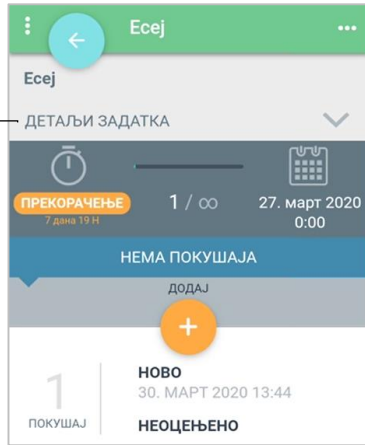 Есеј
Есеј
ДЕТАЉИ ЗАДАТКА
ПРЕКОРАЧЕЊЕ
7 дана 19 H
1 / ∞
27. март 2020
0:00
НЕМА ПОКУШАЈА
ДОДАЈ
+
1
ПОКУШАЈ
НОВО
30. МАРТ 2020 13:44
НЕОЦЕЊЕНО